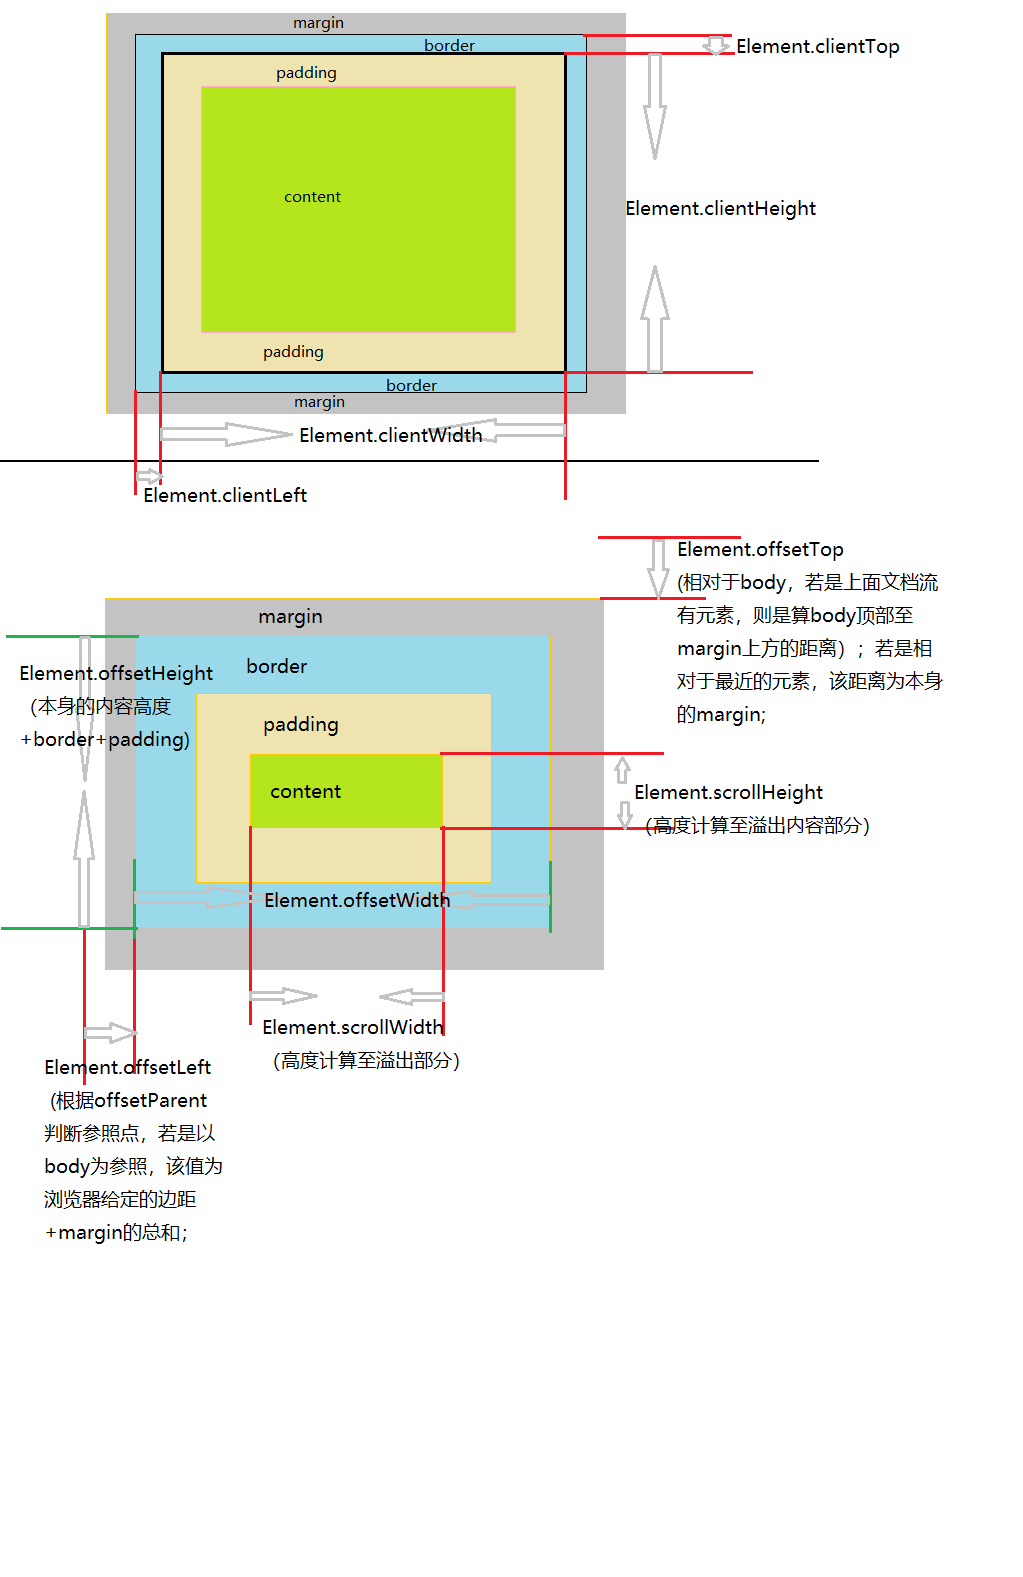 margin
border
Element.clientTop
padding
content
Element.clientHeight
padding
border
margin
Element.clientWidth
Element.clientLeft
Element.offsetTop
(相对于body，若是上面文档流
有元素，则是算body顶部至
margin上方的距离）；若是相
对于最近的元素，该距离为本身
的margin;
margin
border
Element.offsetHeight
（本身的内容高度
+border+padding)
padding
content
Element.scrollHeight
（高度计算至溢出内容部分）
Element.offsetWidth
Element.scrollWidth
（高度计算至溢出部分）
Element.offsetLeft
(根据offsetParent
判断参照点，若是以
body为参照，该值为
浏览器给定的边距
+margin的总和；